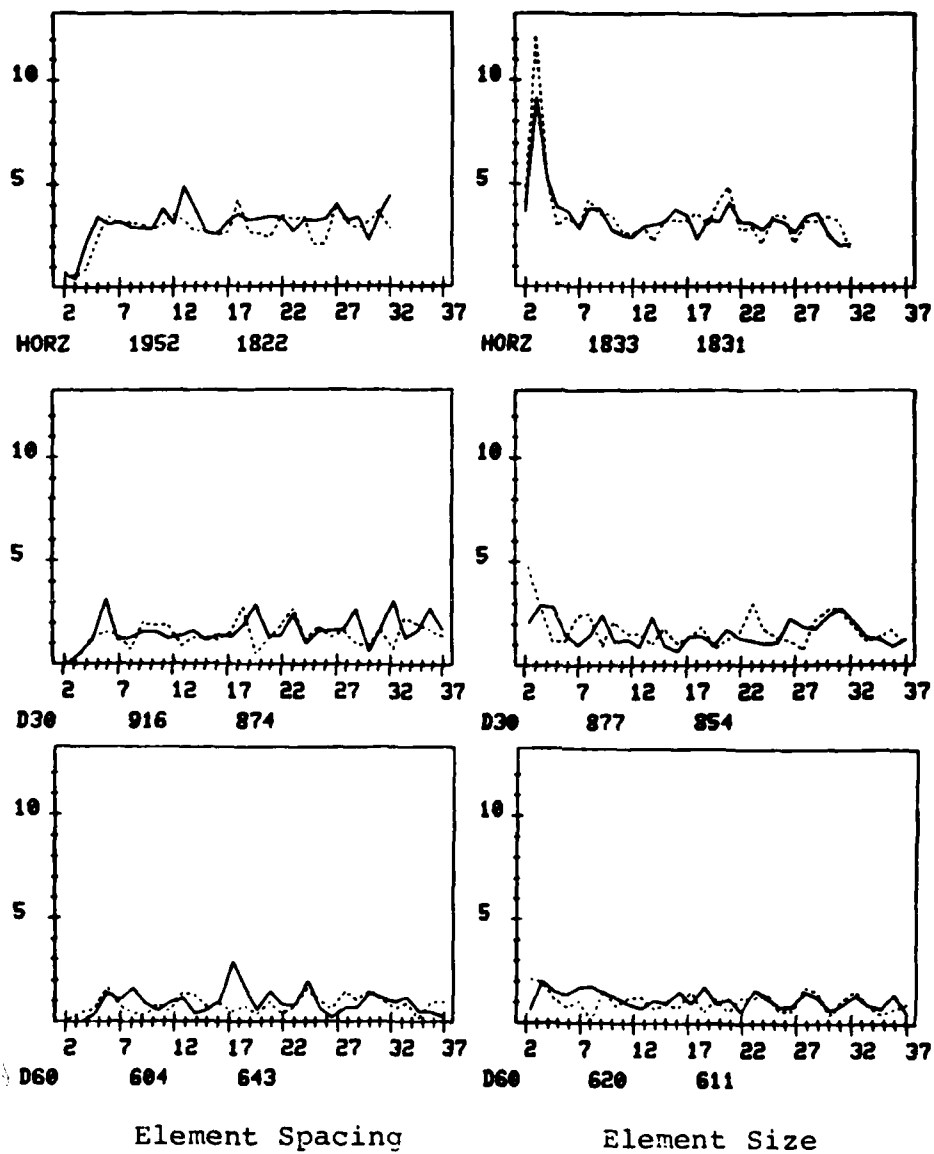 10
5
2 7 12 17 22 27 32 37
HORZ 1952 1822
10
5
2 7 12 17 22 27 32 37
HORZ 1833 1831
10
5
2 7 12 17 22 27 32 37
D30 916 874
10
5
2 7 12 17 22 27 32 37
D30 877 854
10
5
2 7 12 17 22 27 32 37
D60 604 643
10
5
2 7 12 17 22 27 32 37
D60 620 611
Element Spacing
Element Size